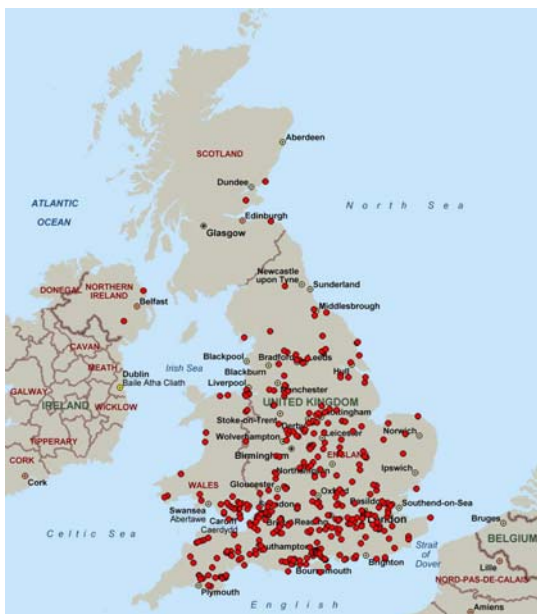 Aberdeen
SCOTLAND
Dundee
ATLANTIC
OCEAN
North Sea
Edinburgh
Glasgow
Newcastle
upon Tyne
Sunderland
DONEGAL
NORTHERN
IRELAND
Belfast
Middlesbrough
CAVAN
MEATH
Irish Sea
Blackpool
Bradford
Leeds
Blackburn
Hull
Dublin
Baile Atha Cliath
Liverpool
Manchester
GALWAY
IRELAND
WICKLOW
UNITED KINGDOM
Stoke-on-Trent
Nottingham
Derby
TIPPERARY
Wolverhampton
Leicester
Norwich
CORK
Birmingham
ENGLAND
Cork
Northampton
Ipswich
WALES
Gloucester
Oxford
Basildon
Southend-on-Sea
Swansea
Abertawe
London
Caerdydd
Reading
Bruges
Celtic Sea
Strait
of
Dover
BELGIUM
Southampton
Brighton
Lille
Bournemouth
NORD-PAS-DE-CALAIS
Plymouth
English
Amiens